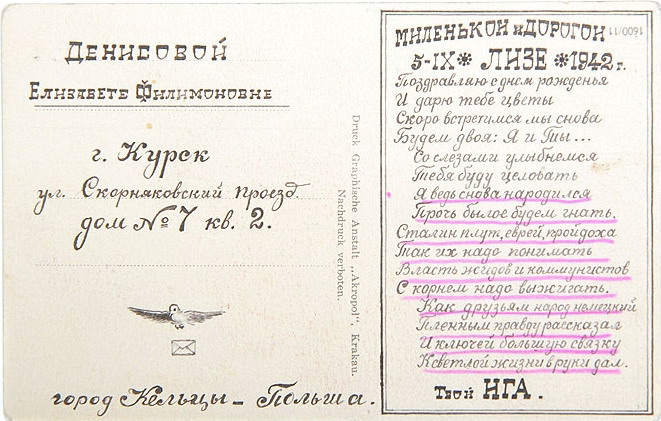 Денисовой
Елизавете Филимоновне
г. Курск
ул. Скорняковский проезд.
дом № 7 кв. 2.
город Кельцы – Польша.
Druck Graphische Anstalt „Akropol", Krakau.
Nachdruck verboten.
1600/11
Миленькой и дорогой
5-IX * Лизе * 1942 г.
Поздравляю с днем рожденья
И дарю тебе цветы
Скоро встретимся мы снова
Будем двоя: Я и Ты...
Со слезами улыбнемся
Тебя буду целовать
Я ведь снова народился
Прочь былое будем гнать,
Сталин плут, еврей, пройдоха
Так их надо понимать
Власть жидов и коммунистов
С корнем надо выжигать.
Как друзьям народ немецкий
Пленным правду рассказал
И ключей большую связку
К светлой жизни в руки дал.
Твой ИГА.